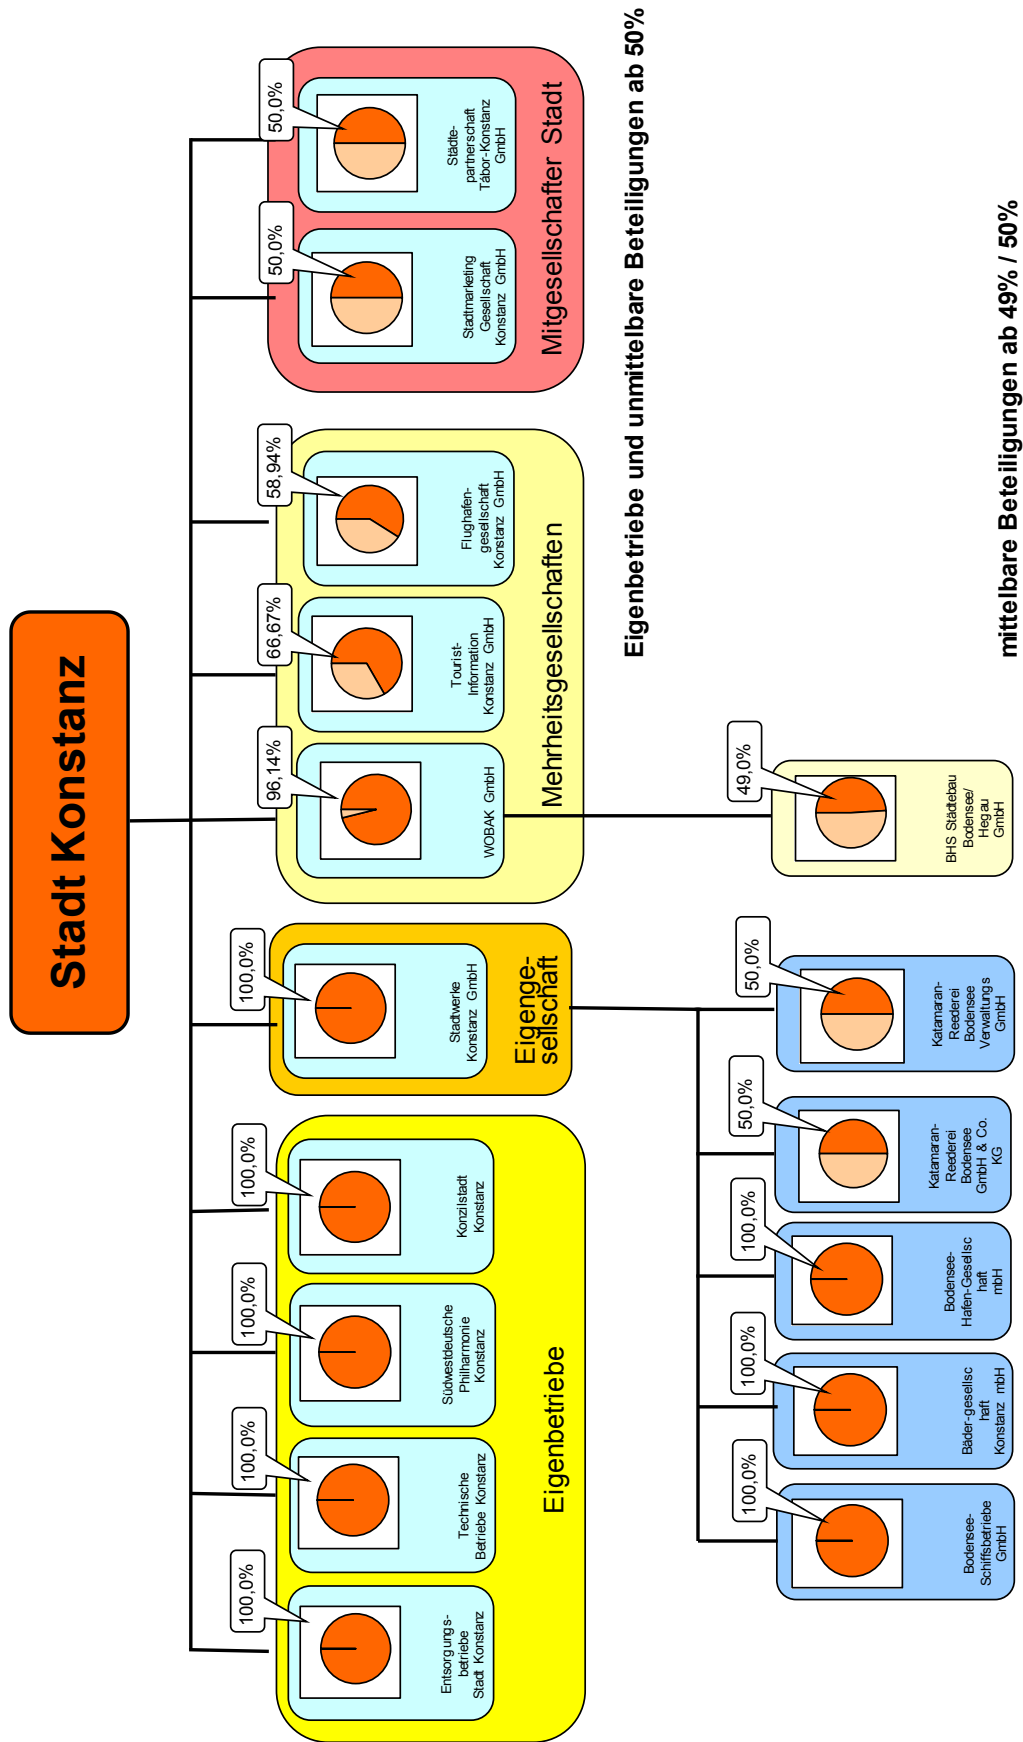 Stadt Konstanz
100,0%
100,0%
100,0%
100,0%
100,0%
96,14%
66,67%
58,94%
50,0%
50,0%
Entsorgungs-
betriebe
Stadt Konstanz
Technische
Betriebe Konstanz
Südwestdeutsche
Philharmonie
Konstanz
Konzilstadt
Konstanz
Eigenbetriebe
Stadtwerke
Konstanz GmbH
Eigenge-
sellschaft
WOBAK GmbH
Tourist-
Information
Konstanz GmbH
Flughafen-
gesellschaft
Konstanz GmbH
Mehrheitsgesellschaften
Stadtmarketing
Gesellschaft
Konstanz GmbH
Städte-
partnerschaft
Tábor-Konstanz
GmbH
Mitgesellschafter Stadt
Eigenbetriebe und unmittelbare Beteiligungen ab 50%
100,0%
100,0%
100,0%
50,0%
50,0%
49,0%
Bodensee-
Schiffsbetriebe
GmbH
Bäder-gesellsc
haft
Konstanz mbH
Bodensee-
Hafen-Gesellsc
haft
mbH
Katamaran-
Reederei
Bodensee
GmbH & Co.
KG
Katamaran-
Reederei
Bodensee
Verwaltungs
GmbH
BHS Städtebau
Bodensee/
Hegau
GmbH
mittelbare Beteiligungen ab 49% / 50%